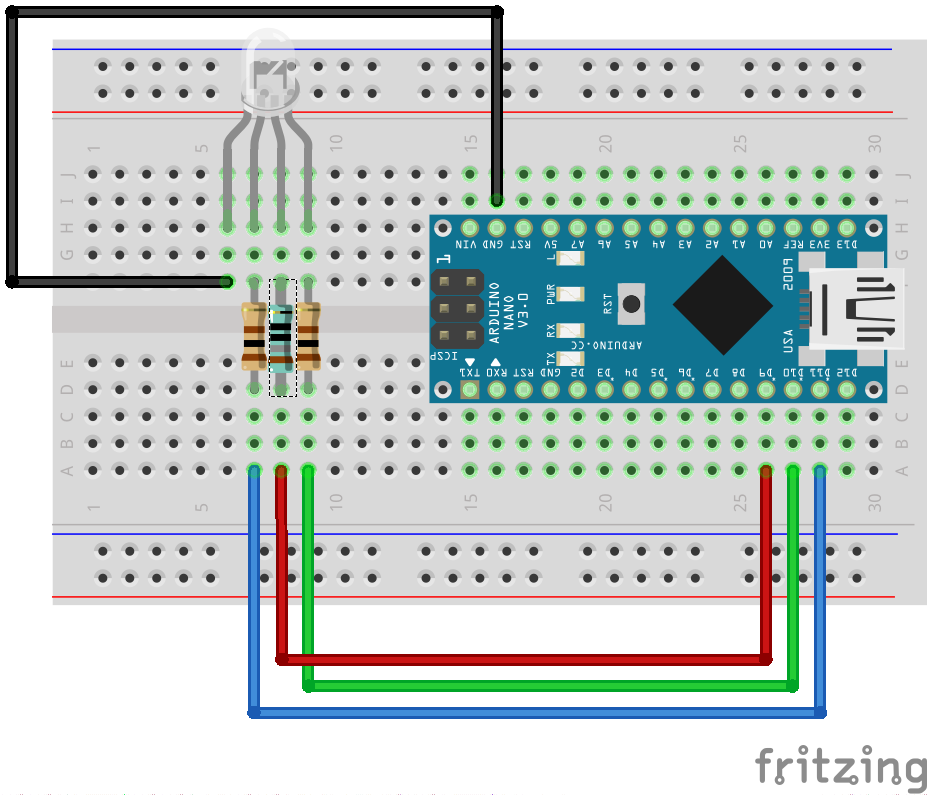 1 5 10 15 20 25 30
J J
I I
H H
G G
VIN GND RST 5V A7 A6 A5 A4 A3 A2 A1 A0 REF 3V3 D13
1
L
PWR
RX
TX
RST
ARDUINO
NANO
V3.0
ICSP
ARDUINO.CC
USA
2009
TX1 RX0 RST GND D2 D3 D4 D5 D6 D7 D8 D9 D10 D11 D12
E E
D D
C C
B B
A A
1 5 10 15 20 25 30
fritzing